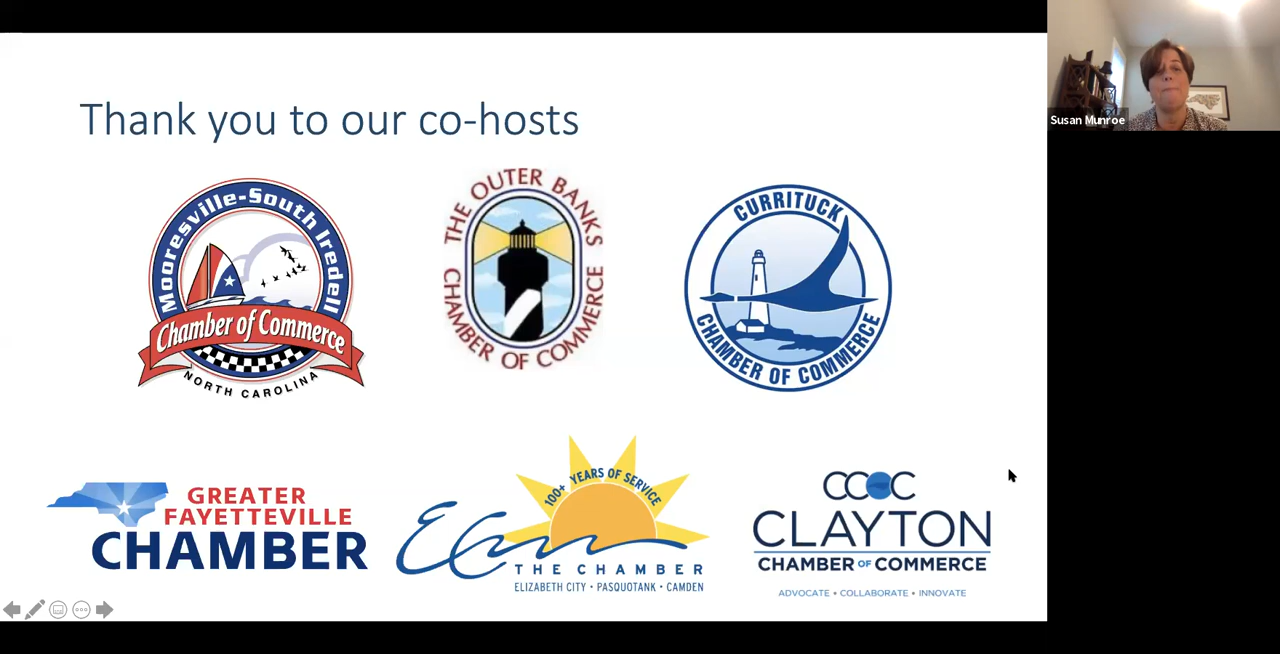 Thank you to our co-hosts
Susan Munroe
Mooresville-South Iredell
Chamber of Commerce
NORTH CAROLINA
THE OUTER BANKS
CHAMBER OF COMMERCE
CURRITUCK
CHAMBER OF COMMERCE
GREATER
FAYETTEVILLE
CHAMBER
100+ YEARS OF SERVICE
THE CHAMBER
ELIZABETH CITY • PASQUOTANK • CAMDEN
CCOC
CLAYTON
CHAMBER OF COMMERCE
ADVOCATE • COLLABORATE • INNOVATE